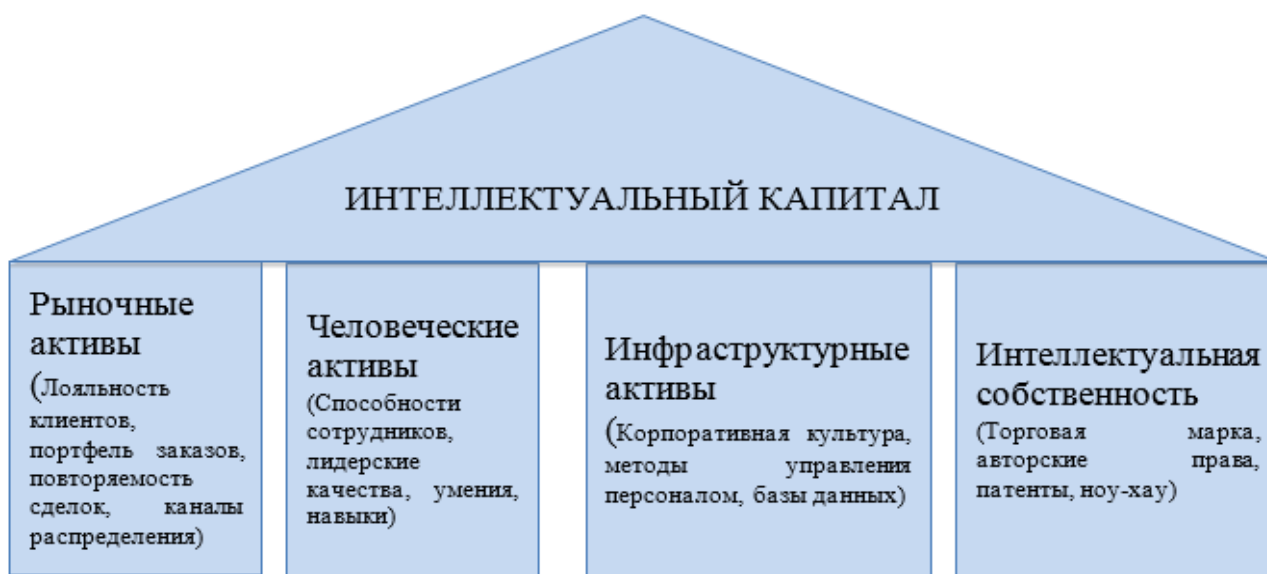 ИНТЕЛЛЕКТУАЛЬНЫЙ КАПИТАЛ
Рыночные
активы
(Лояльность
клиентов,
портфель заказов,
повторяемость
сделок, каналы
распределения)
Человеческие
активы
(Способности
сотрудников,
лидерские
качества, умения,
навыки)
Инфраструктурные
активы
(Корпоративная культура,
методы управления
персоналом, базы данных)
Интеллектуальная
собственность
(Торговая марка,
авторские права,
патенты, ноу-хау)